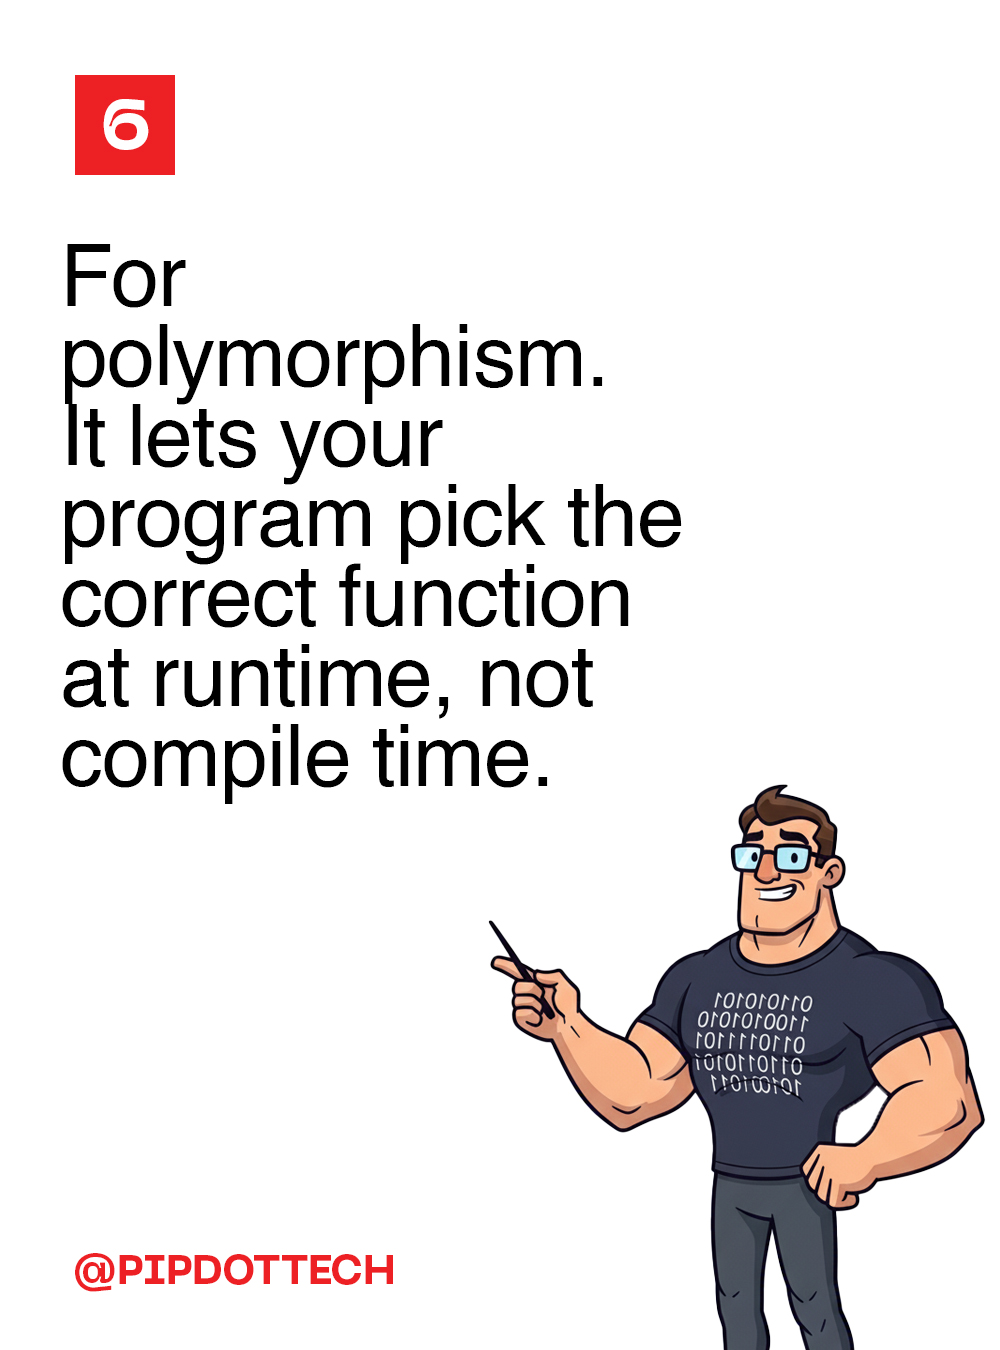 6
For
polymorphism.
It lets your
program pick the
correct function
at runtime, not
compile time.
@PIPDOTTECH